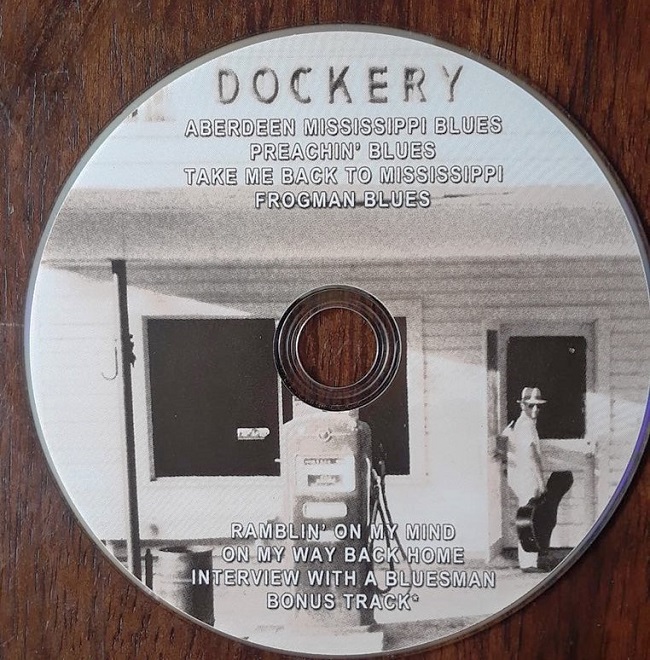 DOCKERY
ABERDEEN MISSISSIPPI BLUES
PREACHIN' BLUES
TAKE ME BACK TO MISSISSIPPI
FROGMAN BLUES
RAMBLIN' ON MY MIND
ON MY WAY BACK HOME
INTERVIEW WITH A BLUESMAN
BONUS TRACK*